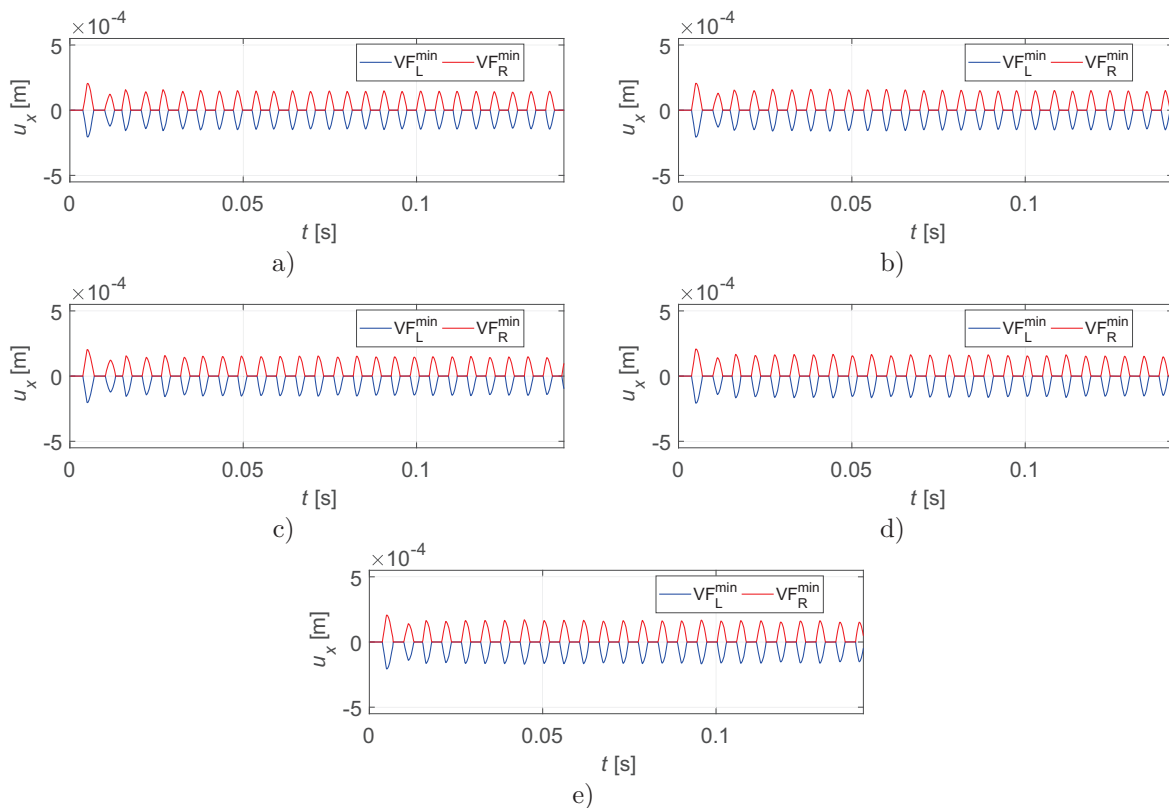 ×10⁻⁴
5
0
-5
u_x [m]
VF_L^min VF_R^min
0 0.05 0.1
t [s]
a)
×10⁻⁴
5
0
-5
u_x [m]
VF_L^min VF_R^min
0 0.05 0.1
t [s]
b)
×10⁻⁴
5
0
-5
u_x [m]
VF_L^min VF_R^min
0 0.05 0.1
t [s]
c)
×10⁻⁴
5
0
-5
u_x [m]
VF_L^min VF_R^min
0 0.05 0.1
t [s]
d)
×10⁻⁴
5
0
-5
u_x [m]
VF_L^min VF_R^min
0 0.05 0.1
t [s]
e)